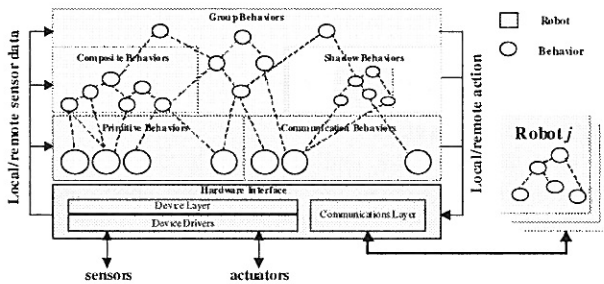 Group Behaviors
Robot
Behavior
Composite Behaviors
Shadow Behaviors
Local/remote sensor data
Local/remote action
Primitive Behaviors
Communication Behaviors
Robot j
Hardware Interface
Device Layer
Communications Layer
Device Drivers
sensors
actuators